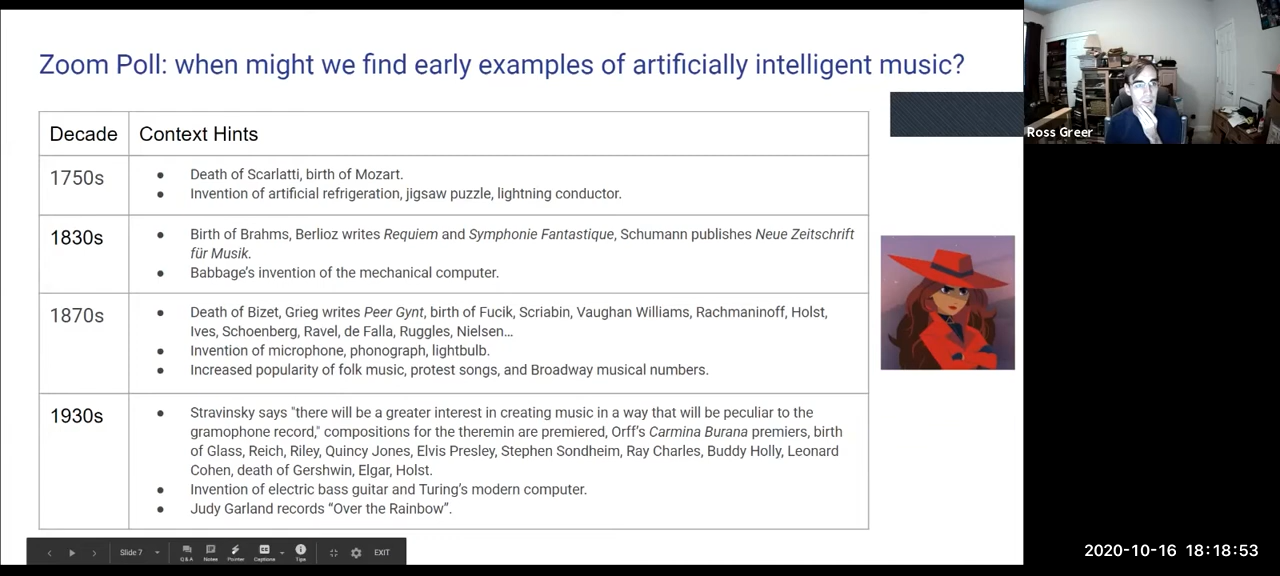 Zoom Poll: when might we find early examples of artificially intelligent music?
Decade
Context Hints
1750s
● Death of Scarlatti, birth of Mozart.
● Invention of artificial refrigeration, jigsaw puzzle, lightning conductor.
1830s
● Birth of Brahms, Berlioz writes Requiem and Symphonie Fantastique, Schumann publishes Neue Zeitschrift
für Musik.
● Babbage's invention of the mechanical computer.
1870s
● Death of Bizet, Grieg writes Peer Gynt, birth of Fucik, Scriabin, Vaughan Williams, Rachmaninoff, Holst,
Ives, Schoenberg, Ravel, de Falla, Ruggles, Nielsen...
● Invention of microphone, phonograph, lightbulb.
● Increased popularity of folk music, protest songs, and Broadway musical numbers.
1930s
● Stravinsky says "there will be a greater interest in creating music in a way that will be peculiar to the
gramophone record," compositions for the theremin are premiered, Orff's Carmina Burana premiers, birth
of Glass, Reich, Riley, Quincy Jones, Elvis Presley, Stephen Sondheim, Ray Charles, Buddy Holly, Leonard
Cohen, death of Gershwin, Elgar, Holst.
● Invention of electric bass guitar and Turing's modern computer.
● Judy Garland records “Over the Rainbow”.
Slide 7
Q&A
Notes
Pointer
Captions
Tips
EXIT
Ross Greer
2020-10-16 18:18:53